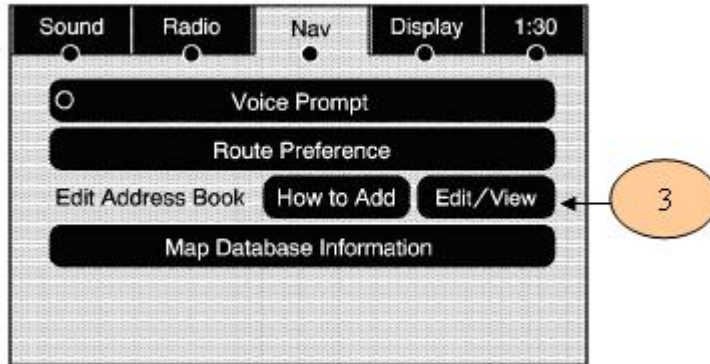 Sound Radio Nav Display 1:30
Voice Prompt
Route Preference
Edit Address Book How to Add Edit/View
3
Map Database Information